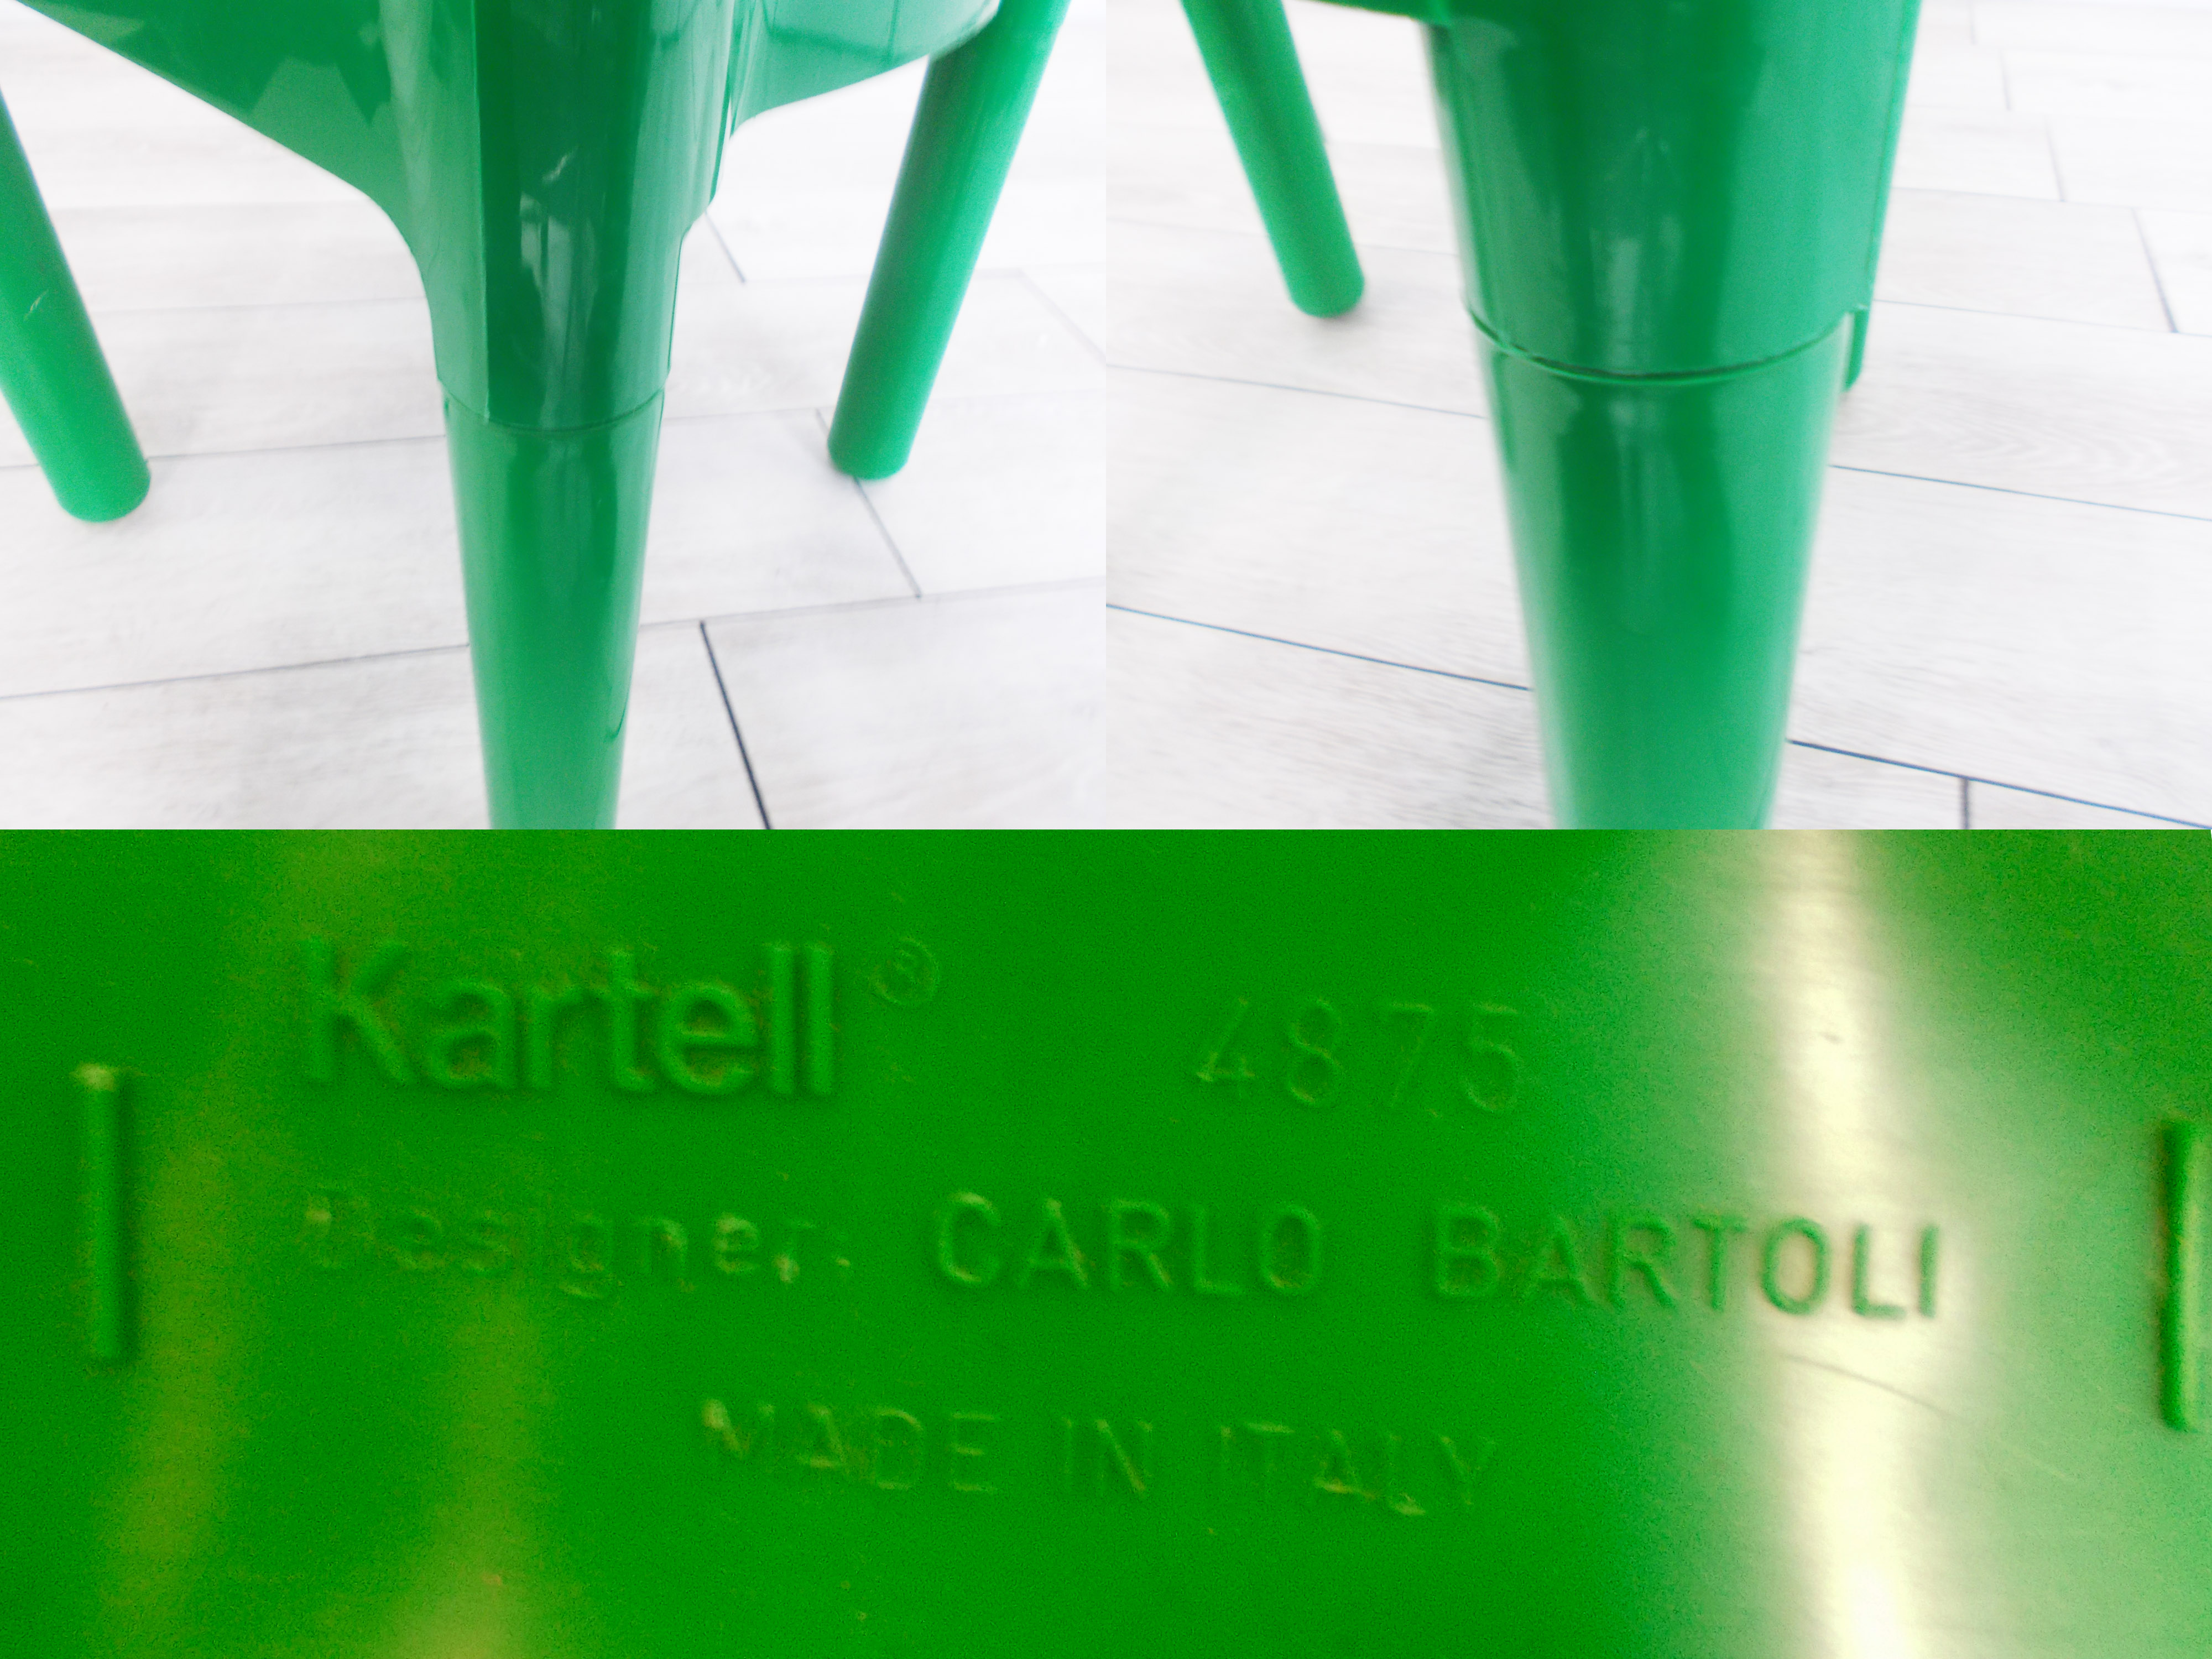 Kartell® 4875
Designer: CARLO BARTOLI
MADE IN ITALY